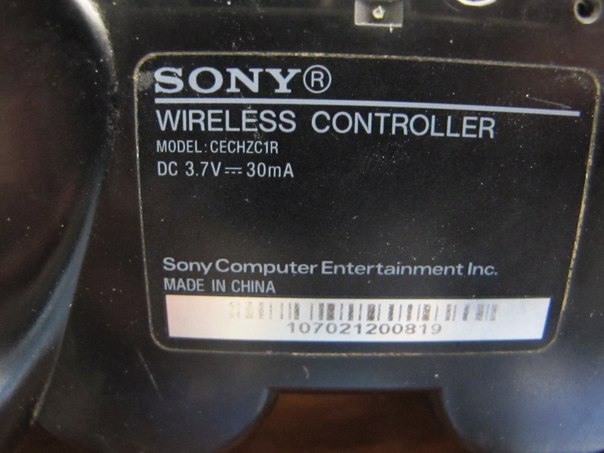 SONY®
WIRELESS CONTROLLER
MODEL: CECHZC1R
DC 3.7V⎓30mA
Sony Computer Entertainment Inc.
MADE IN CHINA
107021200819